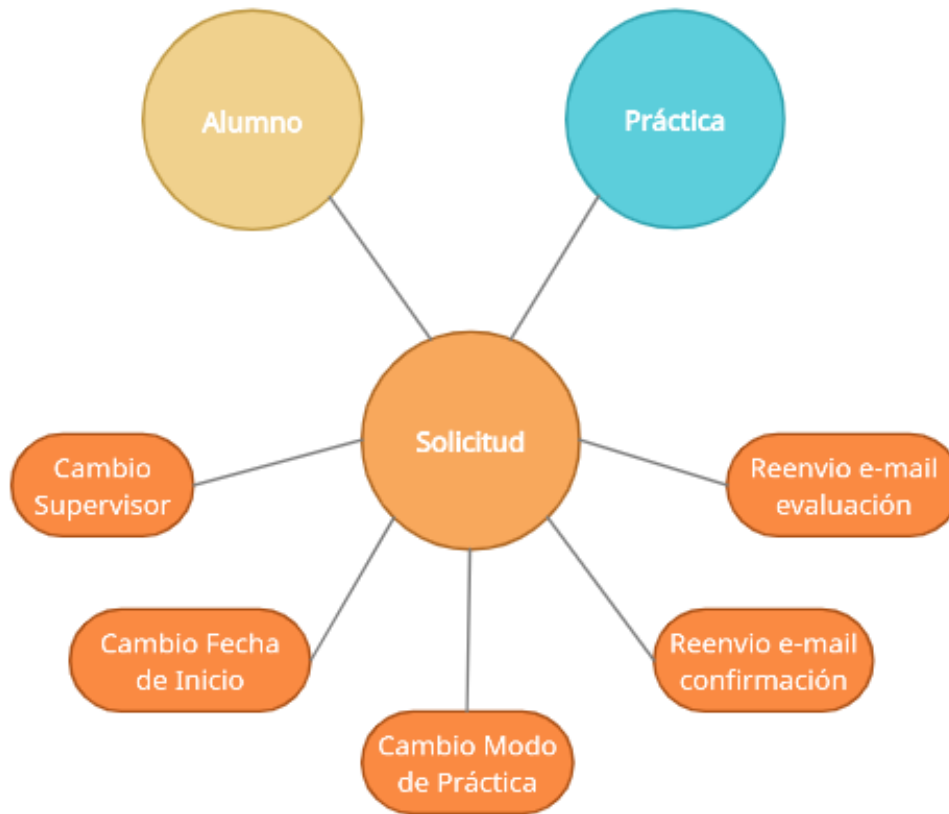 Alumno
Práctica
Solicitud
Cambio
Supervisor
Reenvio e-mail
evaluación
Cambio Fecha
de Inicio
Reenvio e-mail
confirmación
Cambio Modo
de Práctica